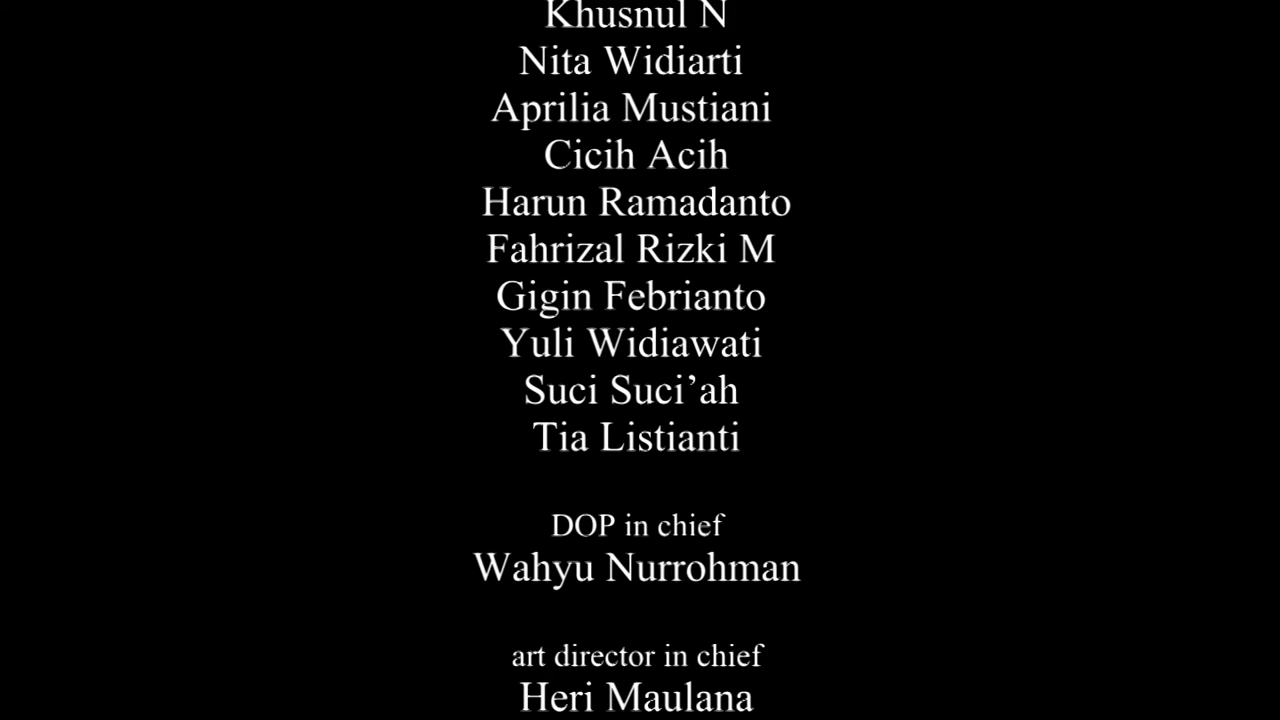 Khusnul N
Nita Widiarti
Aprilia Mustiani
Cicih Acih
Harun Ramadanto
Fahrizal Rizki M
Gigin Febrianto
Yuli Widiawati
Suci Suci’ah
Tia Listianti
DOP in chief
Wahyu Nurrohman
art director in chief
Heri Maulana